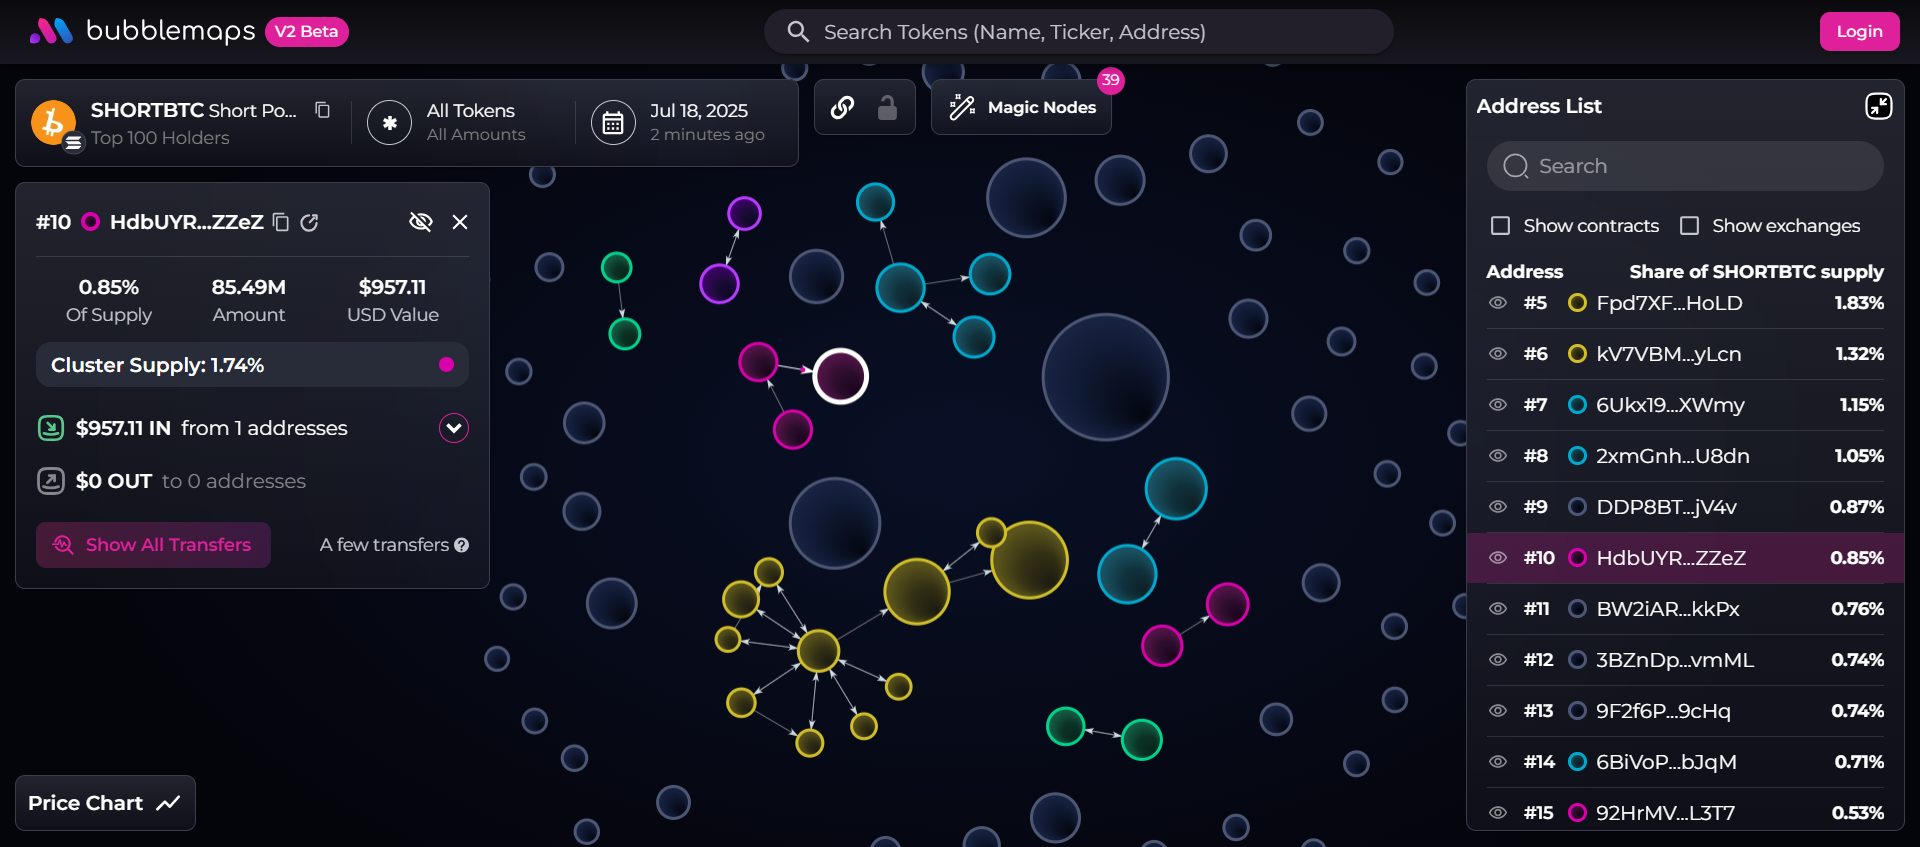 bubblemaps V2 Beta
Search Tokens (Name, Ticker, Address)
Login
SHORTBTC Short Po...
Top 100 Holders
All Tokens
All Amounts
Jul 18, 2025
2 minutes ago
Magic Nodes
39
#10 HdbUYR...ZZeZ
0.85%
Of Supply
85.49M
Amount
$957.11
USD Value
Cluster Supply: 1.74%
$957.11 IN from 1 addresses
$0 OUT to 0 addresses
Show All Transfers
A few transfers ?
Price Chart
Address List
Search
Show contracts Show exchanges
Address Share of SHORTBTC supply
#5 Fpd7XF...HoLD 1.83%
#6 kV7VBM...yLcn 1.32%
#7 6Ukx19...XWmy 1.15%
#8 2xmGnh...U8dn 1.05%
#9 DDP8BT...jV4v 0.87%
#10 HdbUYR...ZZeZ 0.85%
#11 BW2iAR...kkPx 0.76%
#12 3BZnDp...vmML 0.74%
#13 9F2f6P...9cHq 0.74%
#14 6BiVoP...bJqM 0.71%
#15 92HrMV...L3T7 0.53%